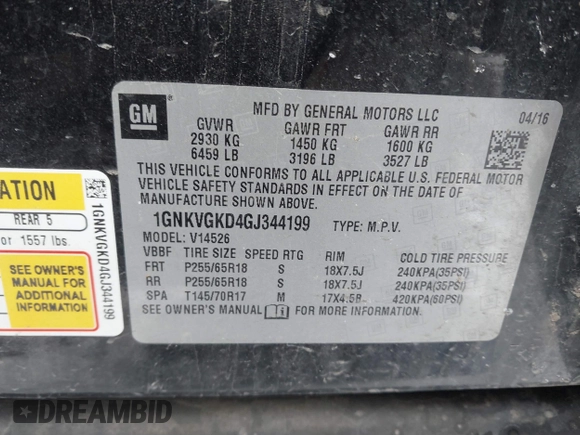 GM
MFD BY GENERAL MOTORS LLC 04/16
GVWR GAWR FRT GAWR RR
2930 KG 1450 KG 1600 KG
6459 LB 3196 LB 3527 LB
THIS VEHICLE CONFORMS TO ALL APPLICABLE U.S. FEDERAL MOTOR
VEHICLE SAFETY STANDARDS IN EFFECT ON THE DATE OF
MANUFACTURE SHOWN ABOVE.
1GNKVGKD4GJ344199 TYPE: M.P.V.
MODEL: V14526
VBBF TIRE SIZE SPEED RTG RIM COLD TIRE PRESSURE
FRT P255/65R18 S 18X7.5J 240KPA(35PSI)
RR P255/65R18 S 18X7.5J 240KPA(35PSI)
SPA T145/70R17 M 17X4.5B 420KPA(60PSI)
SEE OWNER'S MANUAL FOR MORE INFORMATION.
ATION
REAR 5
or 1557 lbs.
SEE OWNER'S
MANUAL FOR
ADDITIONAL
INFORMATION
1GNKVGKD4GJ344199
DREAMBID